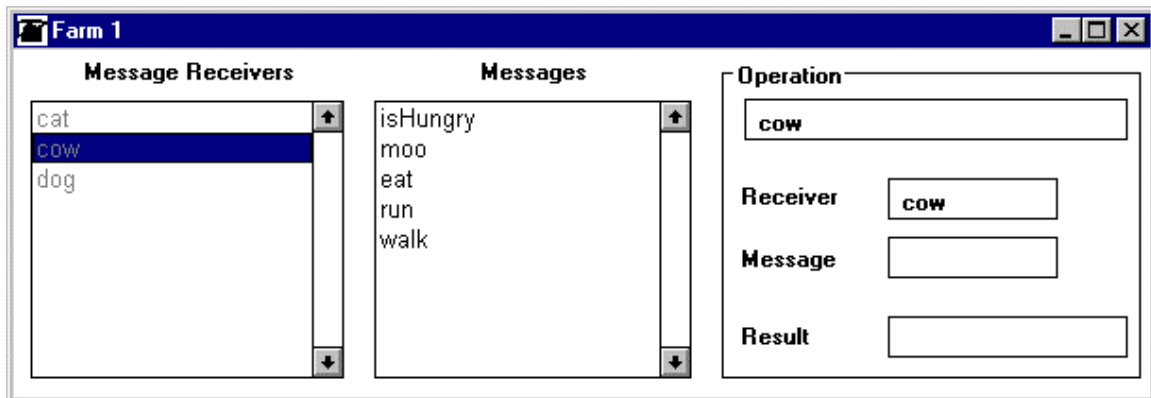 Farm 1
Message Receivers
cat
cow
dog
Messages
isHungry
moo
eat
run
walk
Operation
cow
Receiver cow
Message
Result